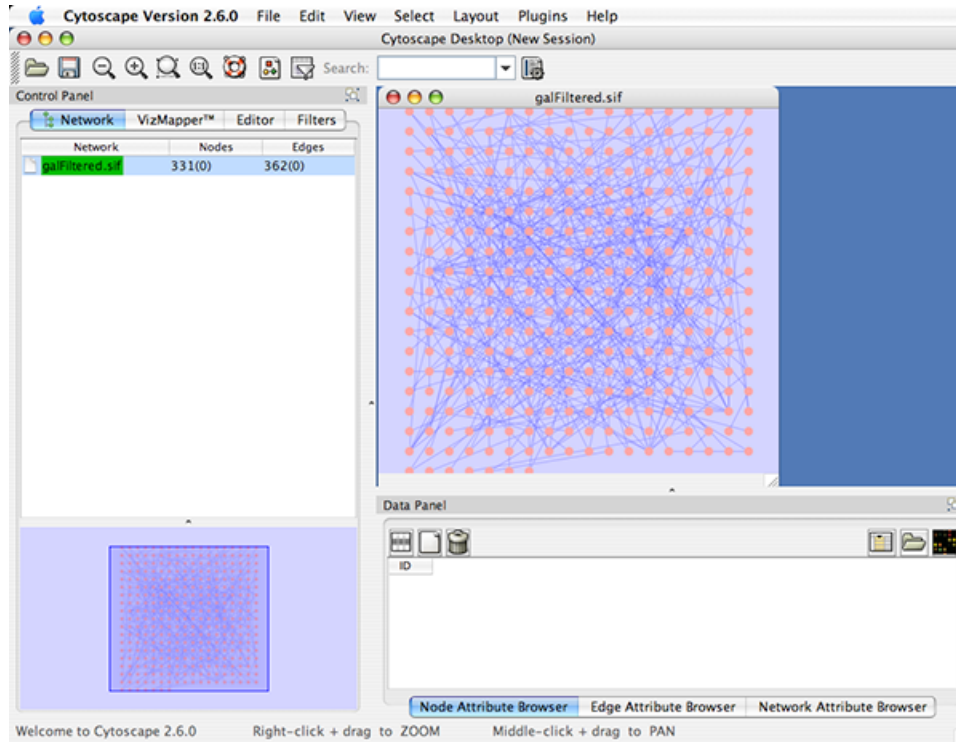 Cytoscape Version 2.6.0 File Edit View Select Layout Plugins Help
Cytoscape Desktop (New Session)
Search:
Control Panel
galFiltered.sif
Network VizMapper™ Editor Filters
Network Nodes Edges
galFiltered.sif 331(0) 362(0)
Data Panel
ID
Node Attribute Browser Edge Attribute Browser Network Attribute Browser
Welcome to Cytoscape 2.6.0 Right-click + drag to ZOOM Middle-click + drag to PAN